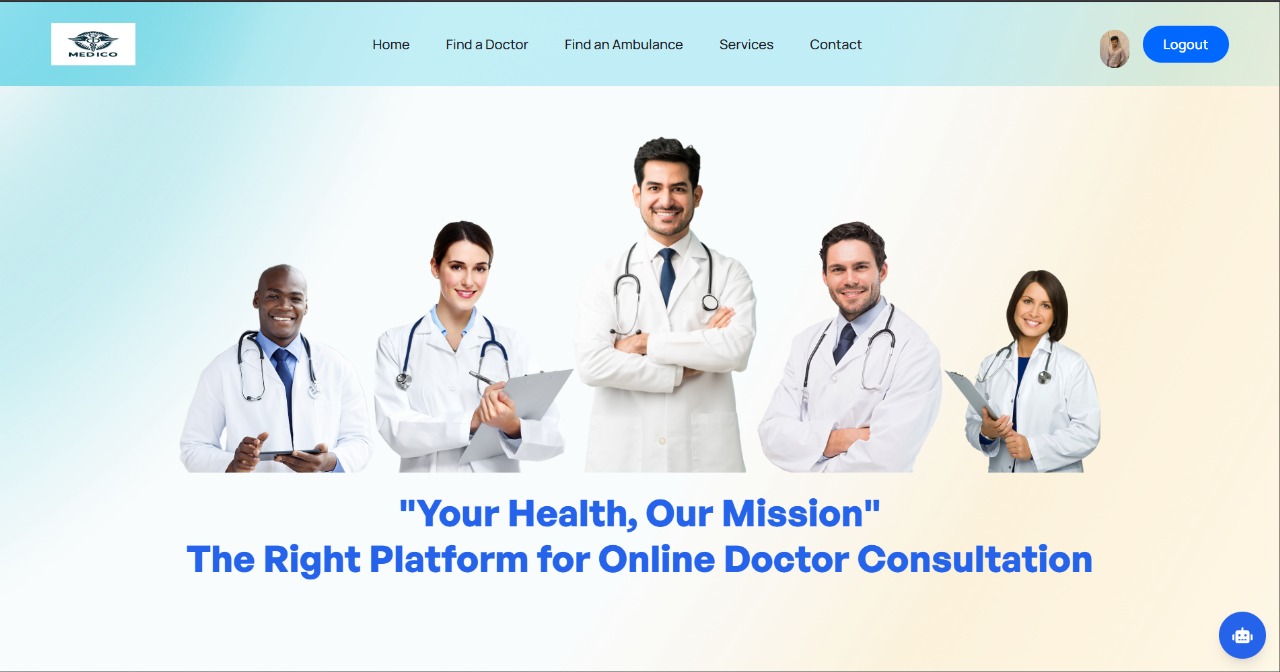 MEDICO
Home Find a Doctor Find an Ambulance Services Contact
Logout
"Your Health, Our Mission"
The Right Platform for Online Doctor Consultation